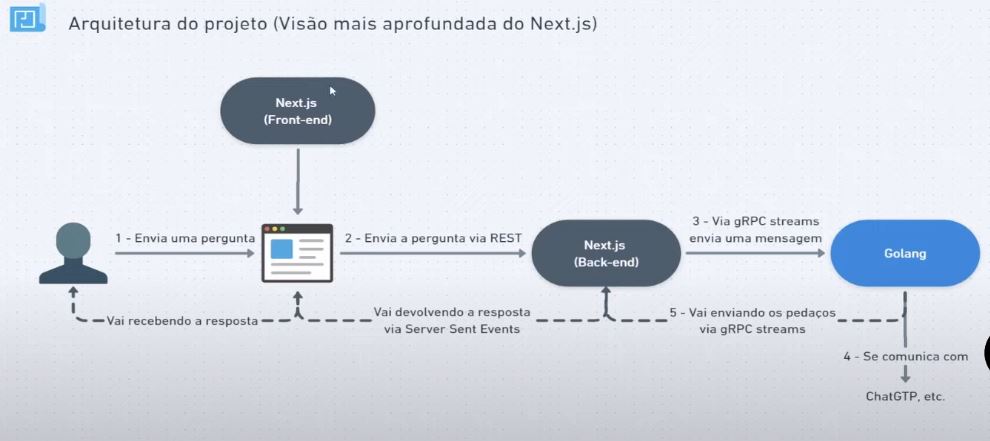 Arquitetura do projeto (Visão mais aprofundada do Next.js)
Next.js
(Front-end)
1 - Envia uma pergunta
2 - Envia a pergunta via REST
Next.js
(Back-end)
3 - Via gRPC streams
envia uma mensagem
Golang
Vai recebendo a resposta
Vai devolvendo a resposta
via Server Sent Events
5 - Vai enviando os pedaços
via gRPC streams
4 - Se comunica com
ChatGTP, etc.